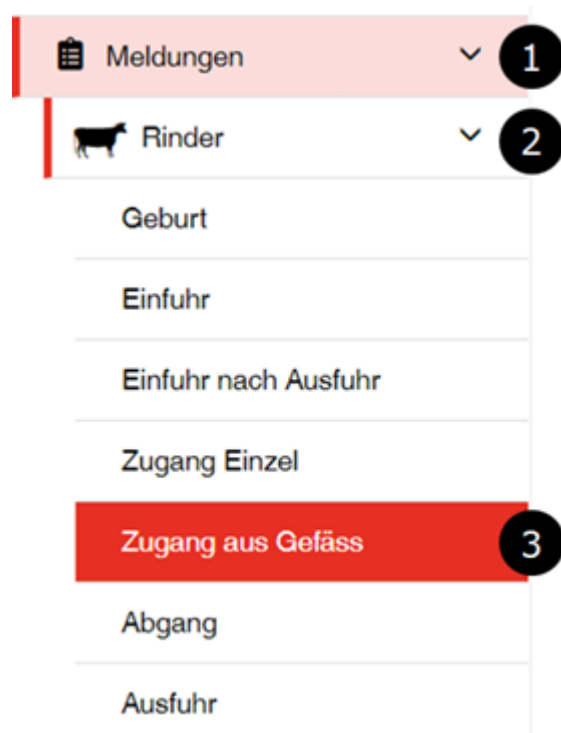 Meldungen 1
Rinder 2
Geburt
Einfuhr
Einfuhr nach Ausfuhr
Zugang Einzel
Zugang aus Gefäss 3
Abgang
Ausfuhr